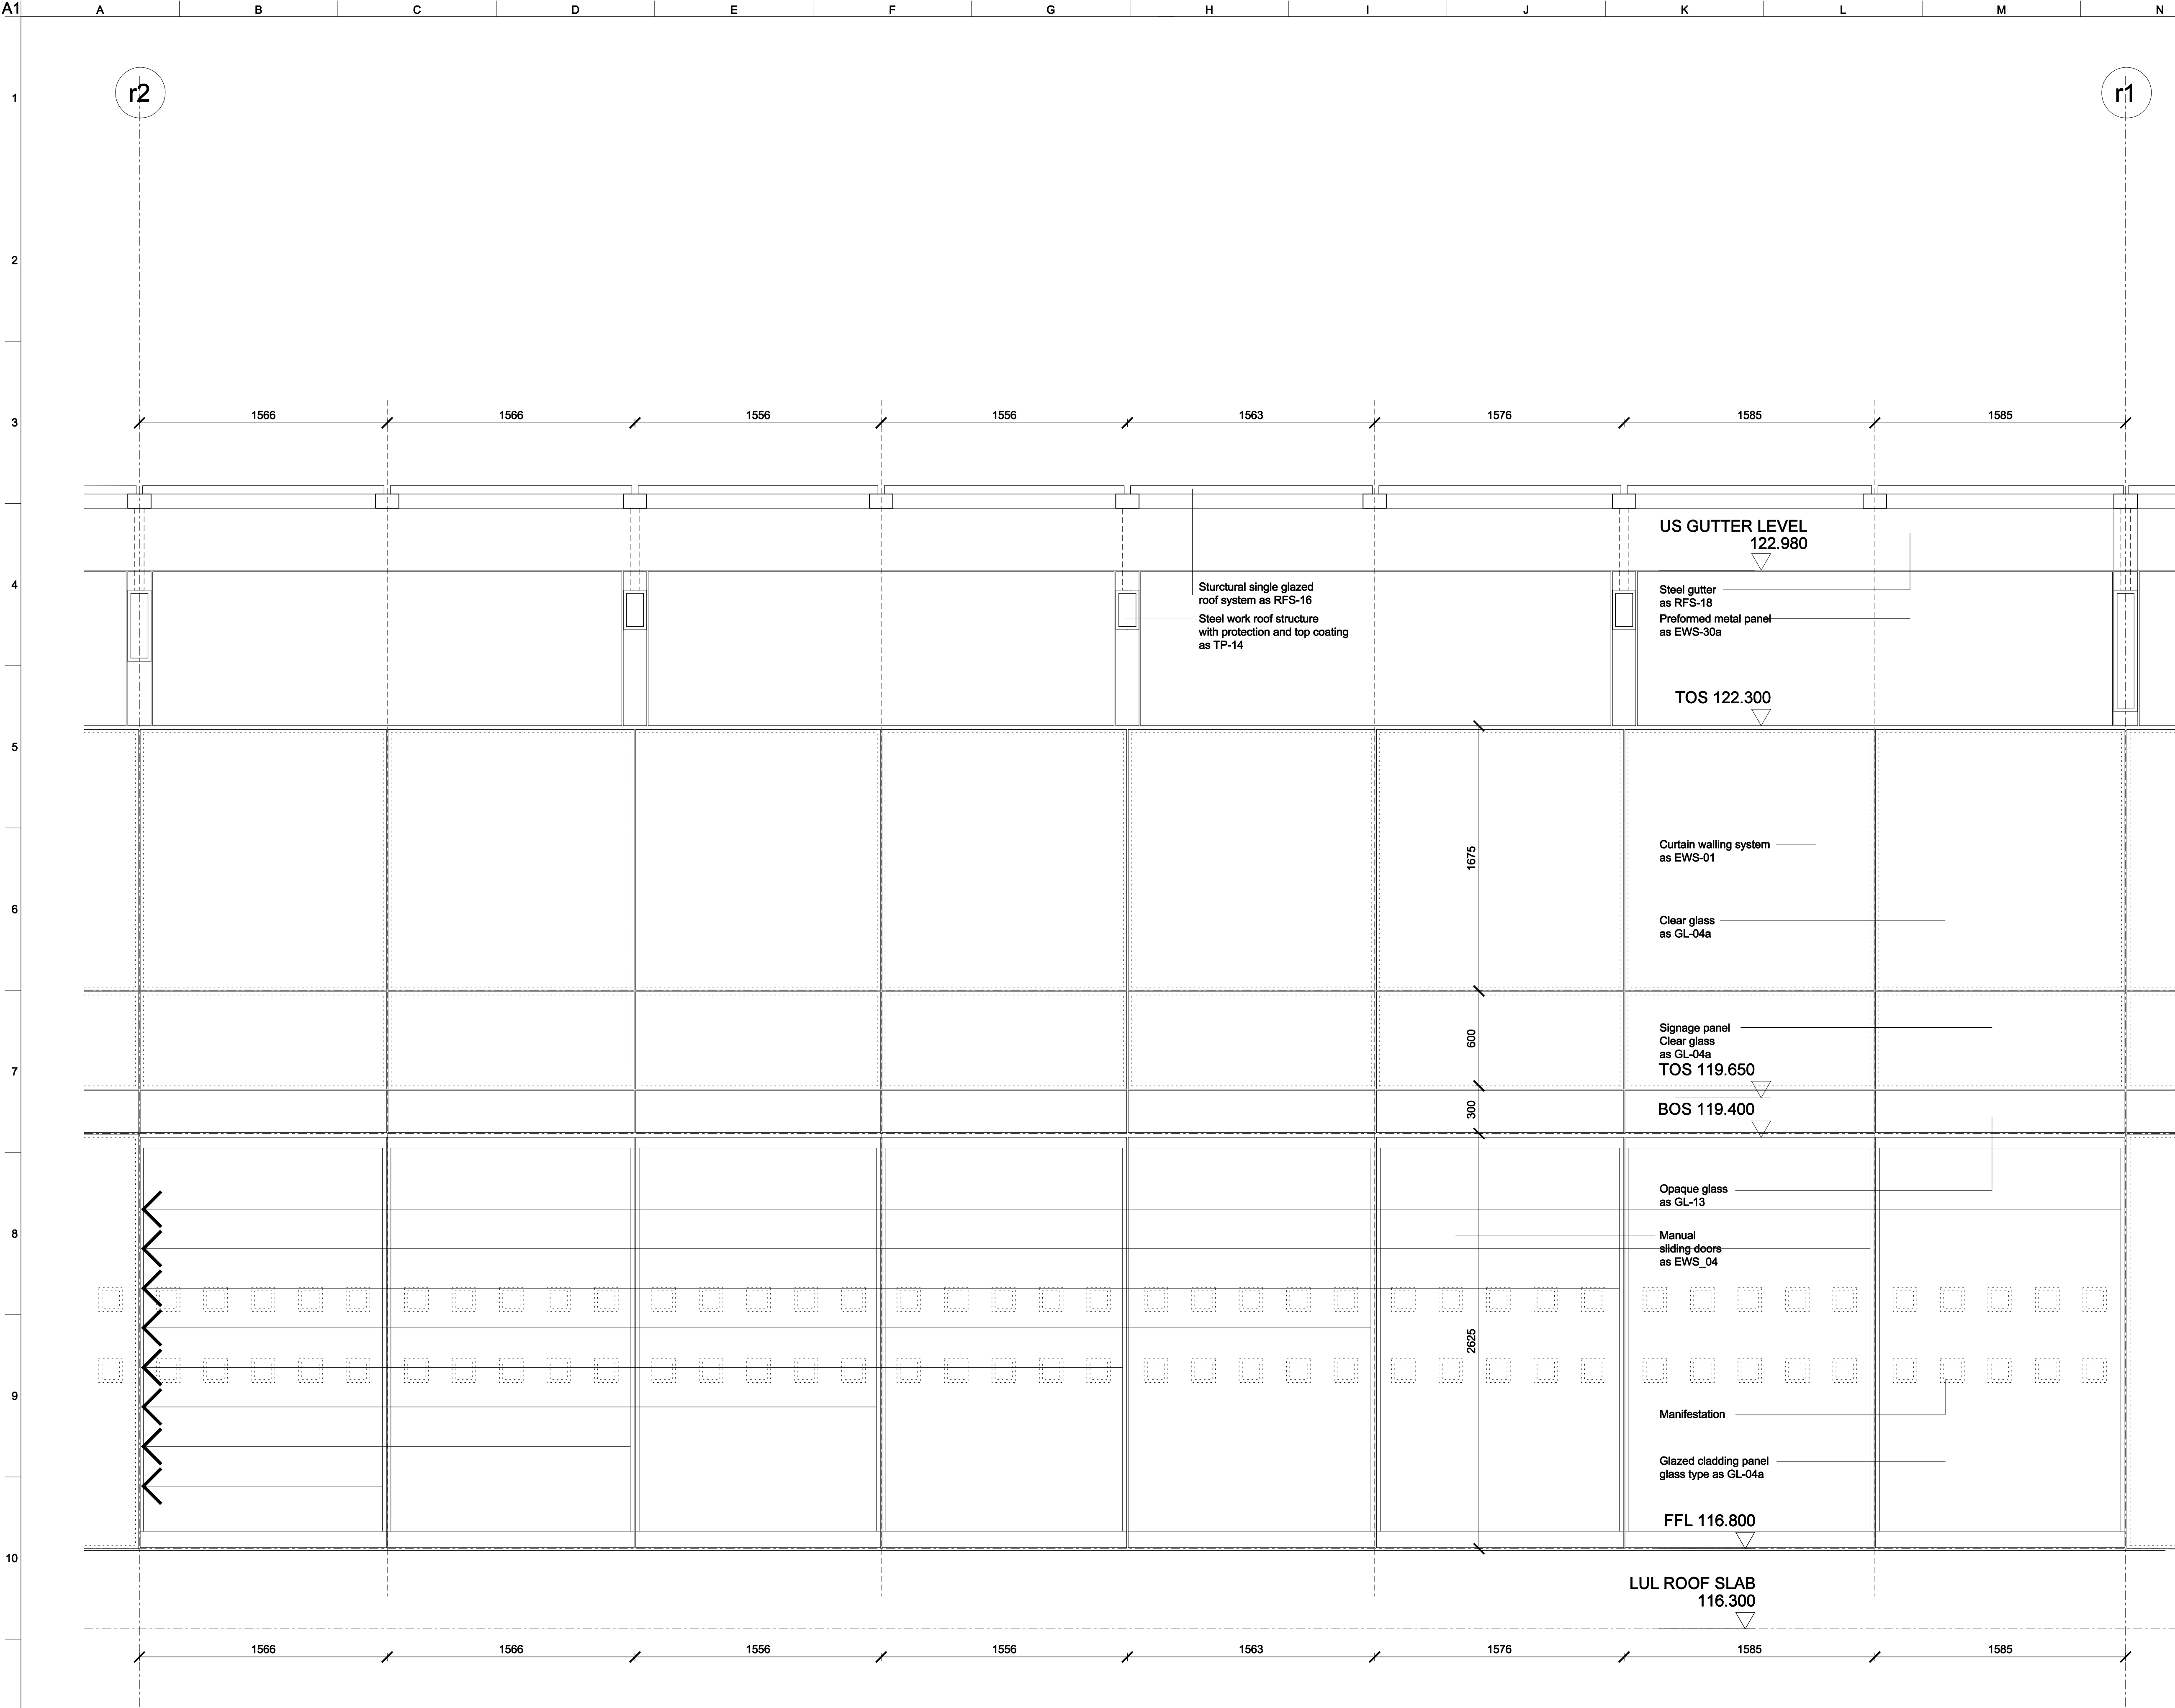 A1
A B C D E F G H I J K L M N
r2
r1
1
2
3
1566 1566 1556 1556 1563 1576 1585 1585
US GUTTER LEVEL
122.980
4
Sturctural single glazed
roof system as RFS-16
Steel work roof structure
with protection and top coating
as TP-14
Steel gutter
as RFS-18
Preformed metal panel
as EWS-30a
TOS 122.300
5
1675
Curtain walling system
as EWS-01
6
Clear glass
as GL-04a
600
Signage panel
Clear glass
as GL-04a
7
TOS 119.650
300
BOS 119.400
Opaque glass
as GL-13
8
Manual
sliding doors
as EWS_04
2625
9
Manifestation
Glazed cladding panel
glass type as GL-04a
FFL 116.800
10
LUL ROOF SLAB
116.300
1566 1566 1556 1556 1563 1576 1585 1585